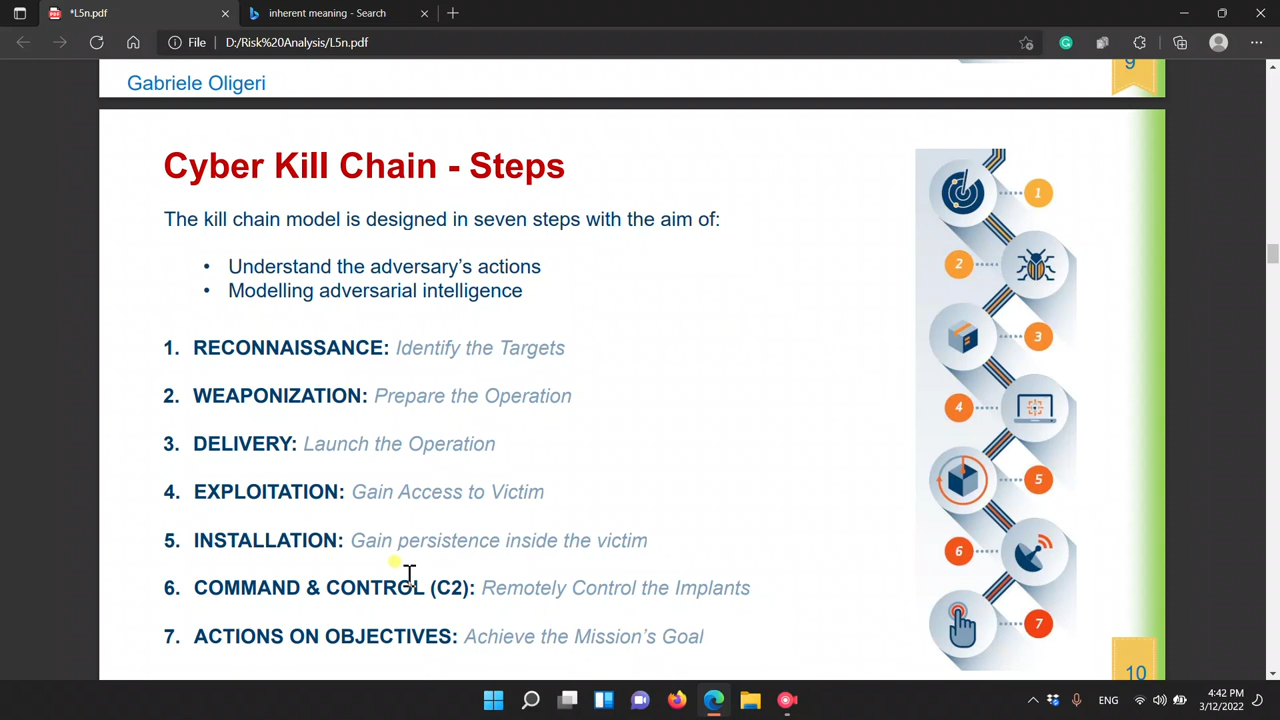 *L5n.pdf
inherent meaning - Search
File
D:/Risk%20Analysis/L5n.pdf
Gabriele Oligeri
9
Cyber Kill Chain - Steps
The kill chain model is designed in seven steps with the aim of:
• Understand the adversary's actions
• Modelling adversarial intelligence
1. RECONNAISSANCE: Identify the Targets
2. WEAPONIZATION: Prepare the Operation
3. DELIVERY: Launch the Operation
4. EXPLOITATION: Gain Access to Victim
5. INSTALLATION: Gain persistence inside the victim
6. COMMAND & CONTROL (C2): Remotely Control the Implants
7. ACTIONS ON OBJECTIVES: Achieve the Mission's Goal
1
2
3
4
5
6
7
10
ENG
4:42 PM
3/12/2022